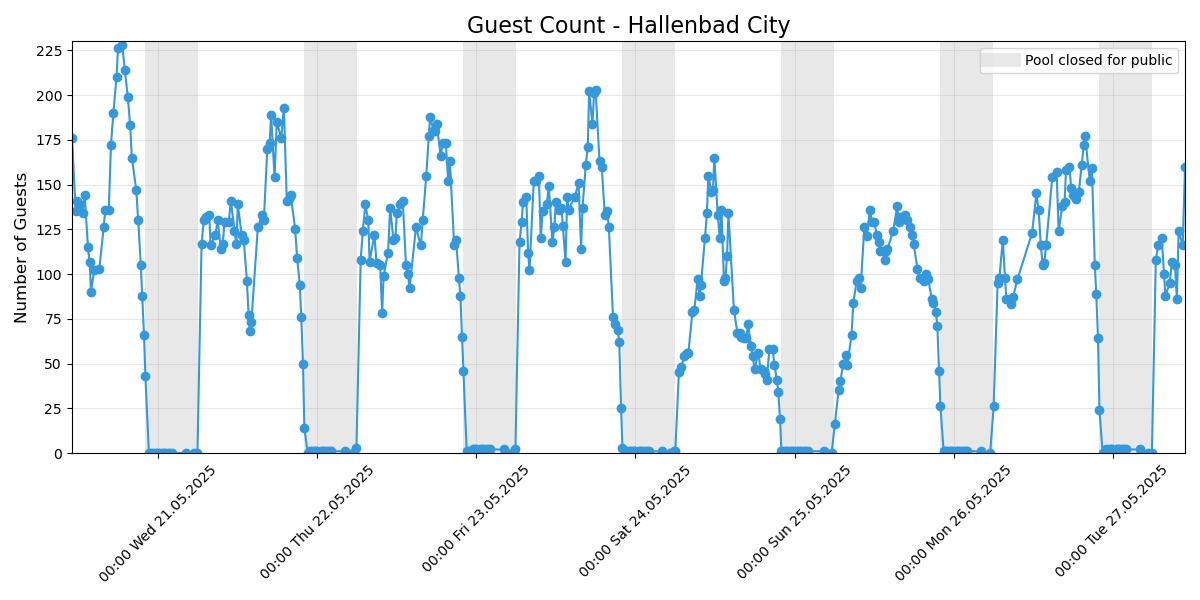 Guest Count - Hallenbad City
Pool closed for public
Number of Guests
225
200
175
150
125
100
75
50
25
0
00:00 Wed 21.05.2025
00:00 Thu 22.05.2025
00:00 Fri 23.05.2025
00:00 Sat 24.05.2025
00:00 Sun 25.05.2025
00:00 Mon 26.05.2025
00:00 Tue 27.05.2025